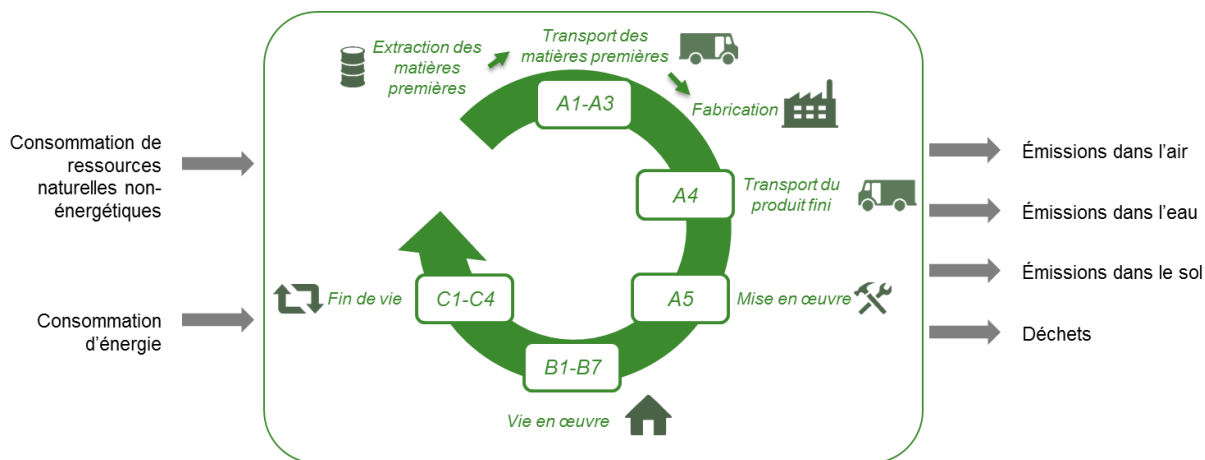 Consommation de
ressources
naturelles non-
énergétiques
Consommation
d'énergie
Extraction des
matières
premières
Transport des
matières premières
Fabrication
A1-A3
A4
Transport du
produit fini
A5
Mise en œuvre
B1-B7
Vie en œuvre
C1-C4
Fin de vie
Émissions dans l'air
Émissions dans l'eau
Émissions dans le sol
Déchets